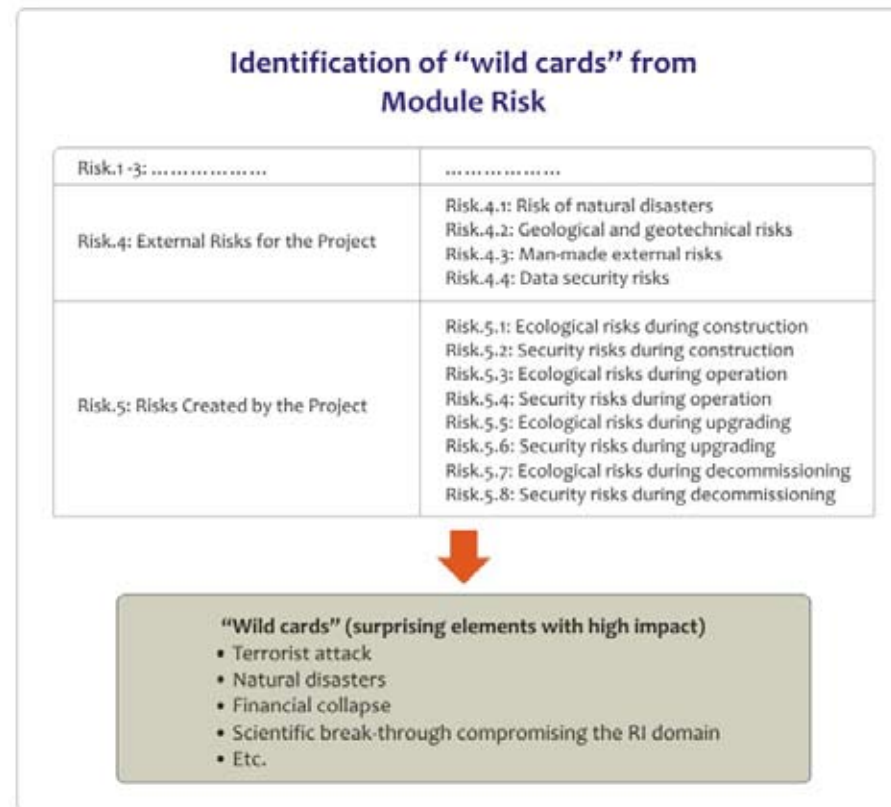 Identification of “wild cards” from
Module Risk
Risk.1-3: ………………
………………
Risk.4: External Risks for the Project
Risk.4.1: Risk of natural disasters
Risk.4.2: Geological and geotechnical risks
Risk.4.3: Man-made external risks
Risk.4.4: Data security risks
Risk.5: Risks Created by the Project
Risk.5.1: Ecological risks during construction
Risk.5.2: Security risks during construction
Risk.5.3: Ecological risks during operation
Risk.5.4: Security risks during operation
Risk.5.5: Ecological risks during upgrading
Risk.5.6: Security risks during upgrading
Risk.5.7: Ecological risks during decommissioning
Risk.5.8: Security risks during decommissioning
“Wild cards” (surprising elements with high impact)
• Terrorist attack
• Natural disasters
• Financial collapse
• Scientific break-through compromising the RI domain
• Etc.